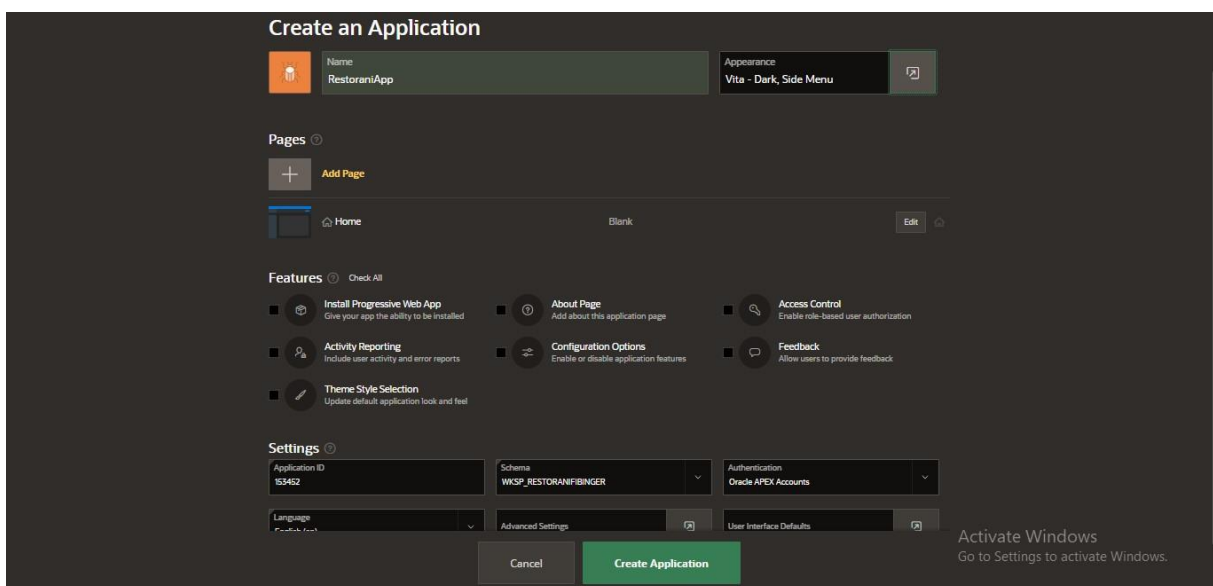 Create an Application
Name
RestoraniApp
Appearance
Vita - Dark, Side Menu
Pages
Add Page
Home Blank Edit
Features Check All
Install Progressive Web App
Give your app the ability to be installed
About Page
Add about this application page
Access Control
Enable role-based user authorization
Activity Reporting
Include user activity and error reports
Configuration Options
Enable or disable application features
Feedback
Allow users to provide feedback
Theme Style Selection
Update default application look and feel
Settings
Application ID
153452
Schema
WKSP_RESTORANIFIBINGER
Authentication
Oracle APEX Accounts
Language
English (en)
Advanced Settings
User Interface Defaults
Cancel
Create Application
Activate Windows
Go to Settings to activate Windows.